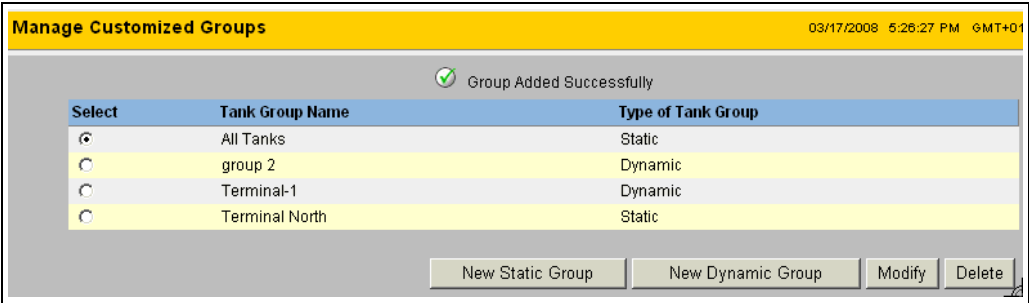 Manage Customized Groups 03/17/2008 5:26:27 PM GMT+01
Group Added Successfully
Select Tank Group Name Type of Tank Group
All Tanks Static
group 2 Dynamic
Terminal-1 Dynamic
Terminal North Static
New Static Group New Dynamic Group Modify Delete